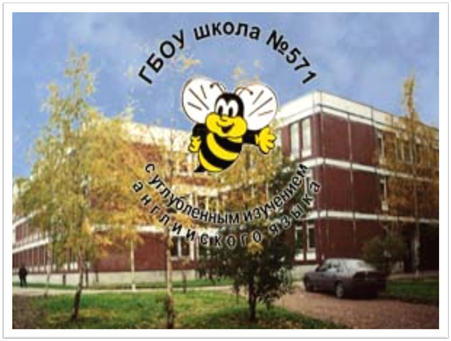 ГБОУ школа №571
с углубленным изучением
английского языка